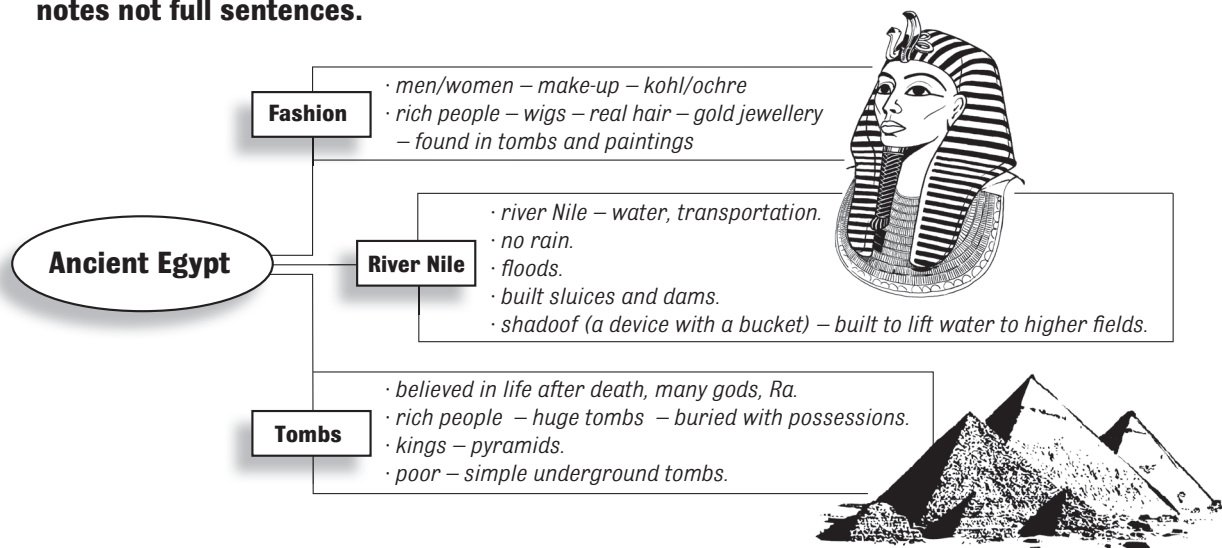 notes not full sentences.
Fashion
· men/women – make-up – kohl/ochre
· rich people – wigs – real hair – gold jewellery
– found in tombs and paintings
Ancient Egypt
River Nile
· river Nile – water, transportation.
· no rain.
· floods.
· built sluices and dams.
· shadoof (a device with a bucket) – built to lift water to higher fields.
Tombs
· believed in life after death, many gods, Ra.
· rich people – huge tombs – buried with possessions.
· kings – pyramids.
· poor – simple underground tombs.